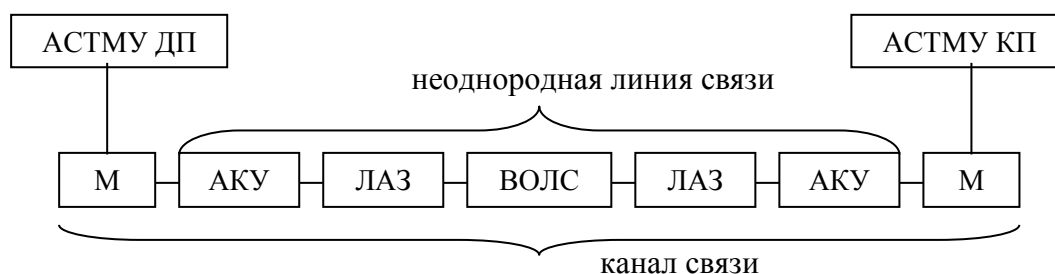 АСТМУ ДП
АСТМУ КП
неоднородная линия связи
М
АКУ
ЛАЗ
ВОЛС
ЛАЗ
АКУ
М
канал связи